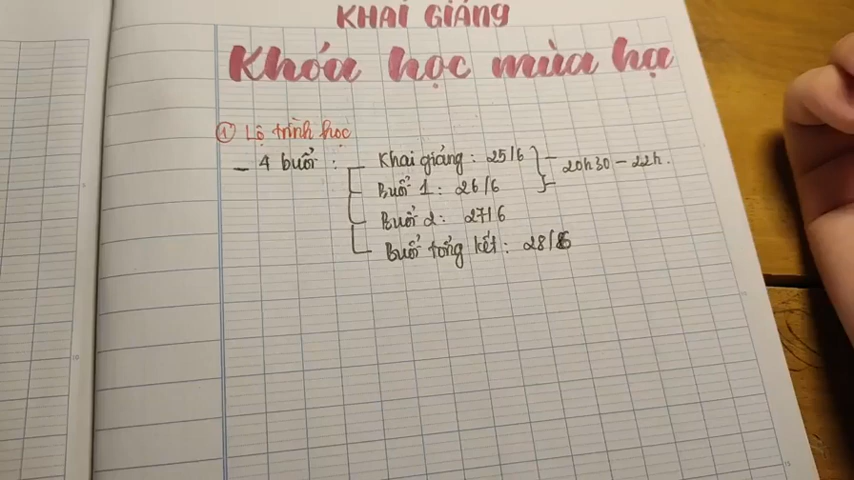 KHAI GIẢNG
Khóa học mùa hạ
① Lộ trình học
- 4 buổi : Khai giảng : 25/6 20h30 - 22h.
Buổi 1 : 26/6
Buổi 2 : 27/6
Buổi tổng kết : 28/6